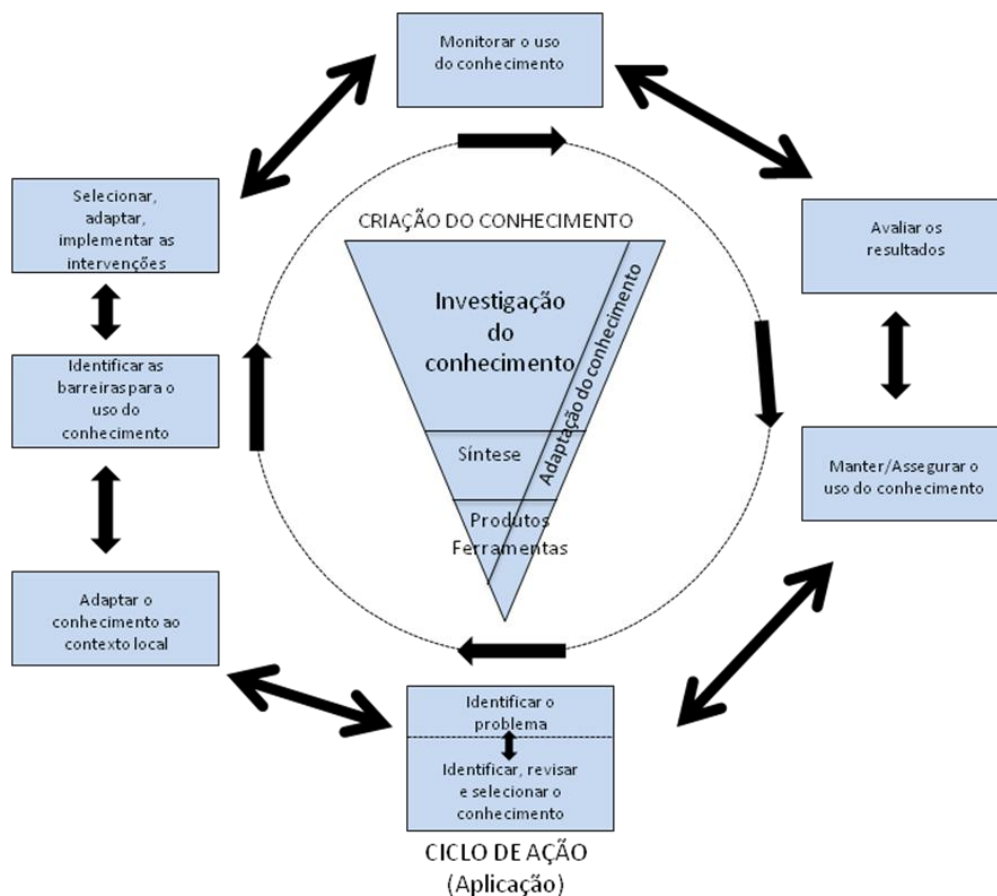 Monitorar o uso
do conhecimento
Selecionar,
adaptar,
implementar as
intervenções
Avaliar os
resultados
CRIAÇÃO DO CONHECIMENTO
Investigação
do
conhecimento
Adaptação do conhecimento
Síntese
Produtos
Ferramentas
Identificar as
barreiras para o
uso do
conhecimento
Manter/Assegurar o
uso do conhecimento
Adaptar o
conhecimento ao
contexto local
Identificar o
problema
Identificar, revisar
e selecionar o
conhecimento
CICLO DE AÇÃO
(Aplicação)